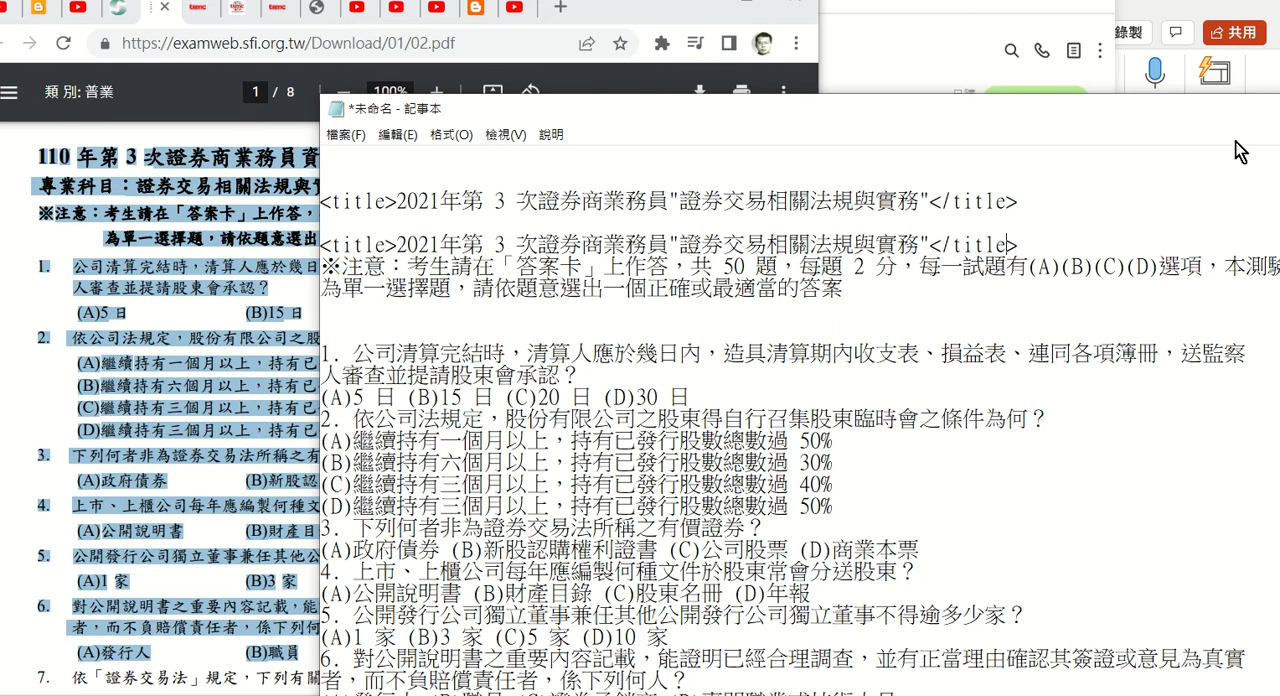 https://examweb.sfi.org.tw/Download/01/02.pdf
錄製
共用
類別:普業
1 / 8
100%
110 年第 3 次證券商業務員資
專業科目：證券交易相關法規與實
※注意：考生請在「答案卡」上作答，
為單一選擇題，請依題意選出
1. 公司清算完結時，清算人應於幾日
人審查並提請股東會承認？
(A)5 日 (B)15 日
2. 依公司法規定，股份有限公司之股
(A)繼續持有一個月以上，持有已
(B)繼續持有六個月以上，持有已
(C)繼續持有三個月以上，持有已
(D)繼續持有三個月以上，持有已
3. 下列何者非為證券交易法所稱之有
(A)政府債券 (B)新股認
4. 上市、上櫃公司每年應編製何種文
(A)公開說明書 (B)財產目
5. 公開發行公司獨立董事兼任其他公
(A)1 家 (B)3 家
6. 對公開說明書之重要內容記載，能
者，而不負賠償責任者，係下列何
(A)發行人 (B)職員
7. 依「證券交易法」規定，下列有關
*未命名 - 記事本
檔案(F) 編輯(E) 格式(O) 檢視(V) 說明
<title>2021年第 3 次證券商業務員"證券交易相關法規與實務"</title>
<title>2021年第 3 次證券商業務員"證券交易相關法規與實務"</title>
※注意：考生請在「答案卡」上作答，共 50 題，每題 2 分，每一試題有(A)(B)(C)(D)選項，本測驗
為單一選擇題，請依題意選出一個正確或最適當的答案
1. 公司清算完結時，清算人應於幾日內，造具清算期內收支表、損益表、連同各項簿冊，送監察
人審查並提請股東會承認？
(A)5 日 (B)15 日 (C)20 日 (D)30 日
2. 依公司法規定，股份有限公司之股東得自行召集股東臨時會之條件為何？
(A)繼續持有一個月以上，持有已發行股數總數過 50%
(B)繼續持有六個月以上，持有已發行股數總數過 30%
(C)繼續持有三個月以上，持有已發行股數總數過 40%
(D)繼續持有三個月以上，持有已發行股數總數過 50%
3. 下列何者非為證券交易法所稱之有價證券？
(A)政府債券 (B)新股認購權利證書 (C)公司股票 (D)商業本票
4. 上市、上櫃公司每年應編製何種文件於股東常會分送股東？
(A)公開說明書 (B)財產目錄 (C)股東名冊 (D)年報
5. 公開發行公司獨立董事兼任其他公開發行公司獨立董事不得逾多少家？
(A)1 家 (B)3 家 (C)5 家 (D)10 家
6. 對公開說明書之重要內容記載，能證明已經合理調查，並有正當理由確認其簽證或意見為真實
者，而不負賠償責任者，係下列何人？